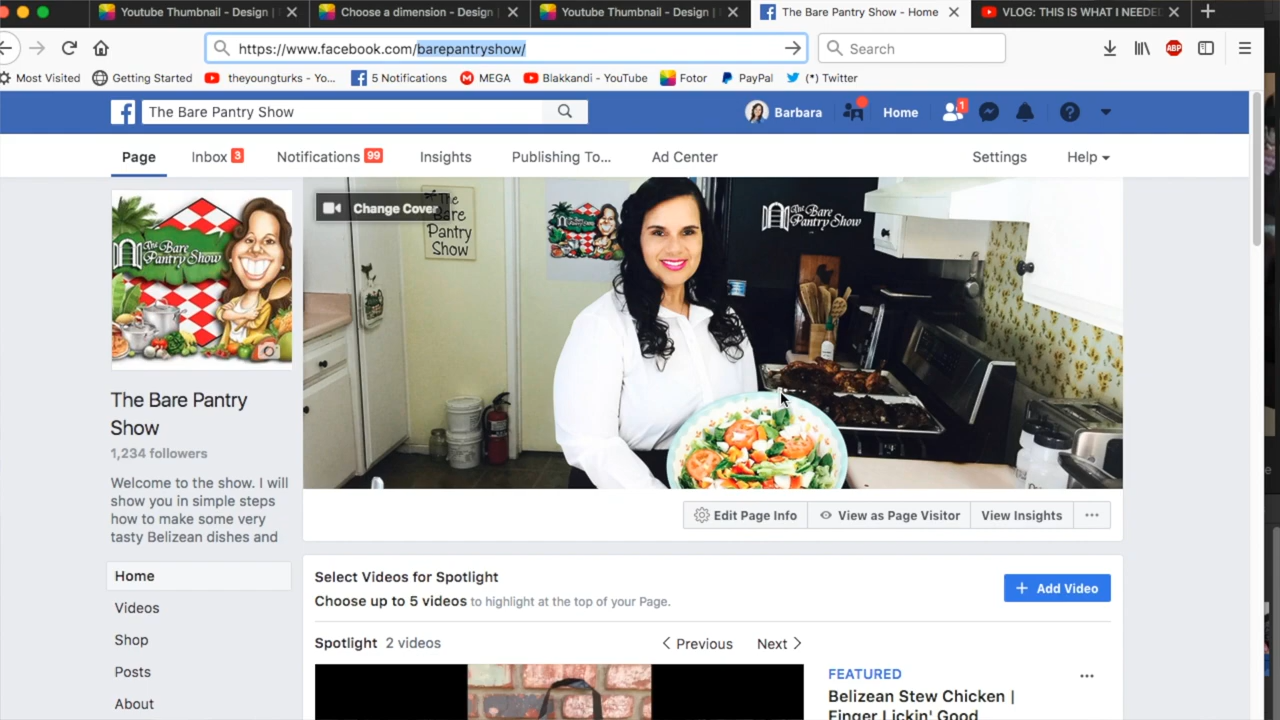 Youtube Thumbnail - Design |
Choose a dimension - Design
Youtube Thumbnail - Design |
The Bare Pantry Show - Home
VLOG: THIS IS WHAT I NEEDED
https://www.facebook.com/barepantryshow/
Search
ABP
Most Visited
Getting Started
theyoungturks - Yo...
5 Notifications
MEGA
Blakkandi - YouTube
Fotor
PayPal
(*) Twitter
The Bare Pantry Show
Barbara
Home
1
Page
Inbox 3
Notifications 99
Insights
Publishing To...
Ad Center
Settings
Help
The Bare
Pantry Show
Change Cover
The
Bare
Pantry
Show
The Bare
Pantry Show
The Bare Pantry
Show
1,234 followers
Welcome to the show. I will
show you in simple steps
how to make some very
tasty Belizean dishes and
Edit Page Info
View as Page Visitor
View Insights
Home
Videos
Shop
Posts
About
Select Videos for Spotlight
Choose up to 5 videos to highlight at the top of your Page.
+ Add Video
Spotlight 2 videos
Previous
Next
FEATURED
Belizean Stew Chicken |
Finger Lickin' Good